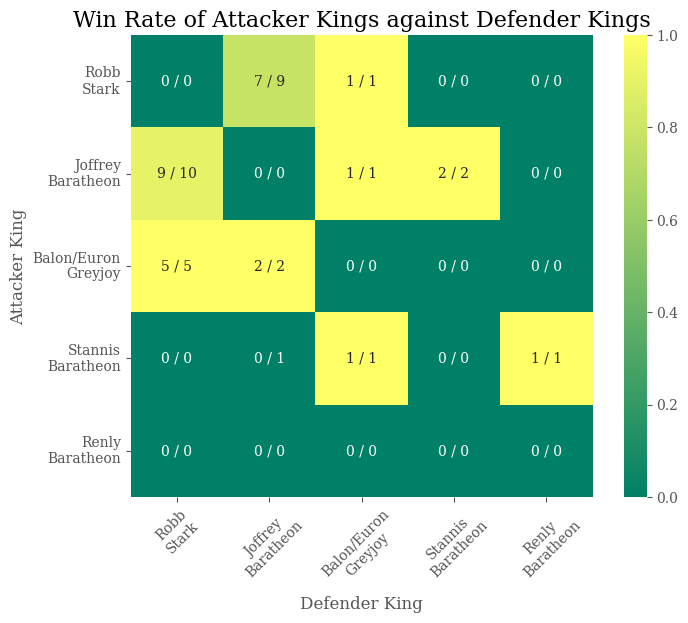 Win Rate of Attacker Kings against Defender Kings
Robb
Stark
0 / 0
7 / 9
1 / 1
0 / 0
0 / 0
Joffrey
Baratheon
9 / 10
0 / 0
1 / 1
2 / 2
0 / 0
Balon/Euron
Greyjoy
5 / 5
2 / 2
0 / 0
0 / 0
0 / 0
Stannis
Baratheon
0 / 0
0 / 1
1 / 1
0 / 0
1 / 1
Renly
Baratheon
0 / 0
0 / 0
0 / 0
0 / 0
0 / 0
Attacker King
Robb
Stark
Joffrey
Baratheon
Balon/Euron
Greyjoy
Stannis
Baratheon
Renly
Baratheon
Defender King
1.0
0.8
0.6
0.4
0.2
0.0